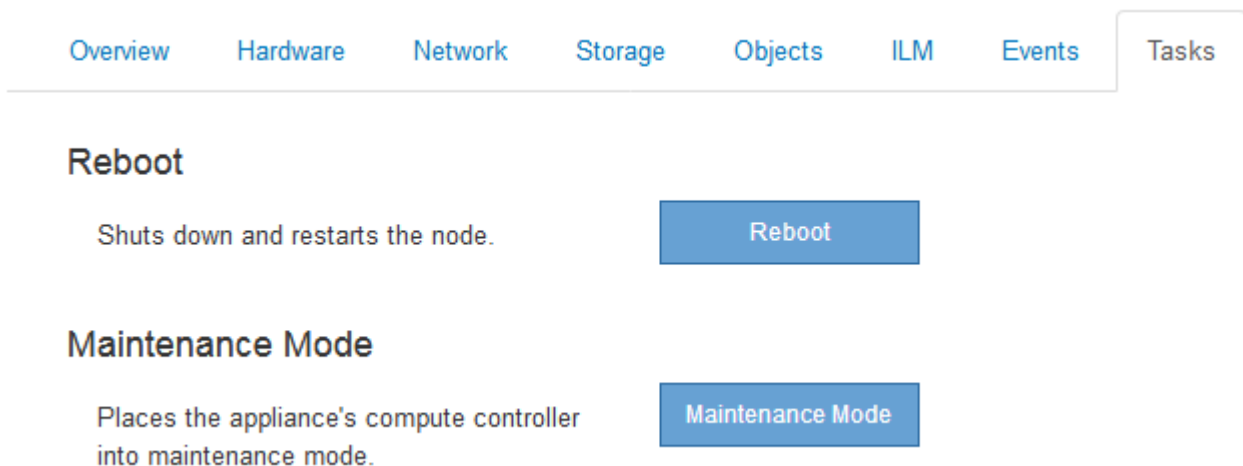 Overview Hardware Network Storage Objects ILM Events Tasks
Reboot
Shuts down and restarts the node. Reboot
Maintenance Mode
Places the appliance's compute controller Maintenance Mode
into maintenance mode.